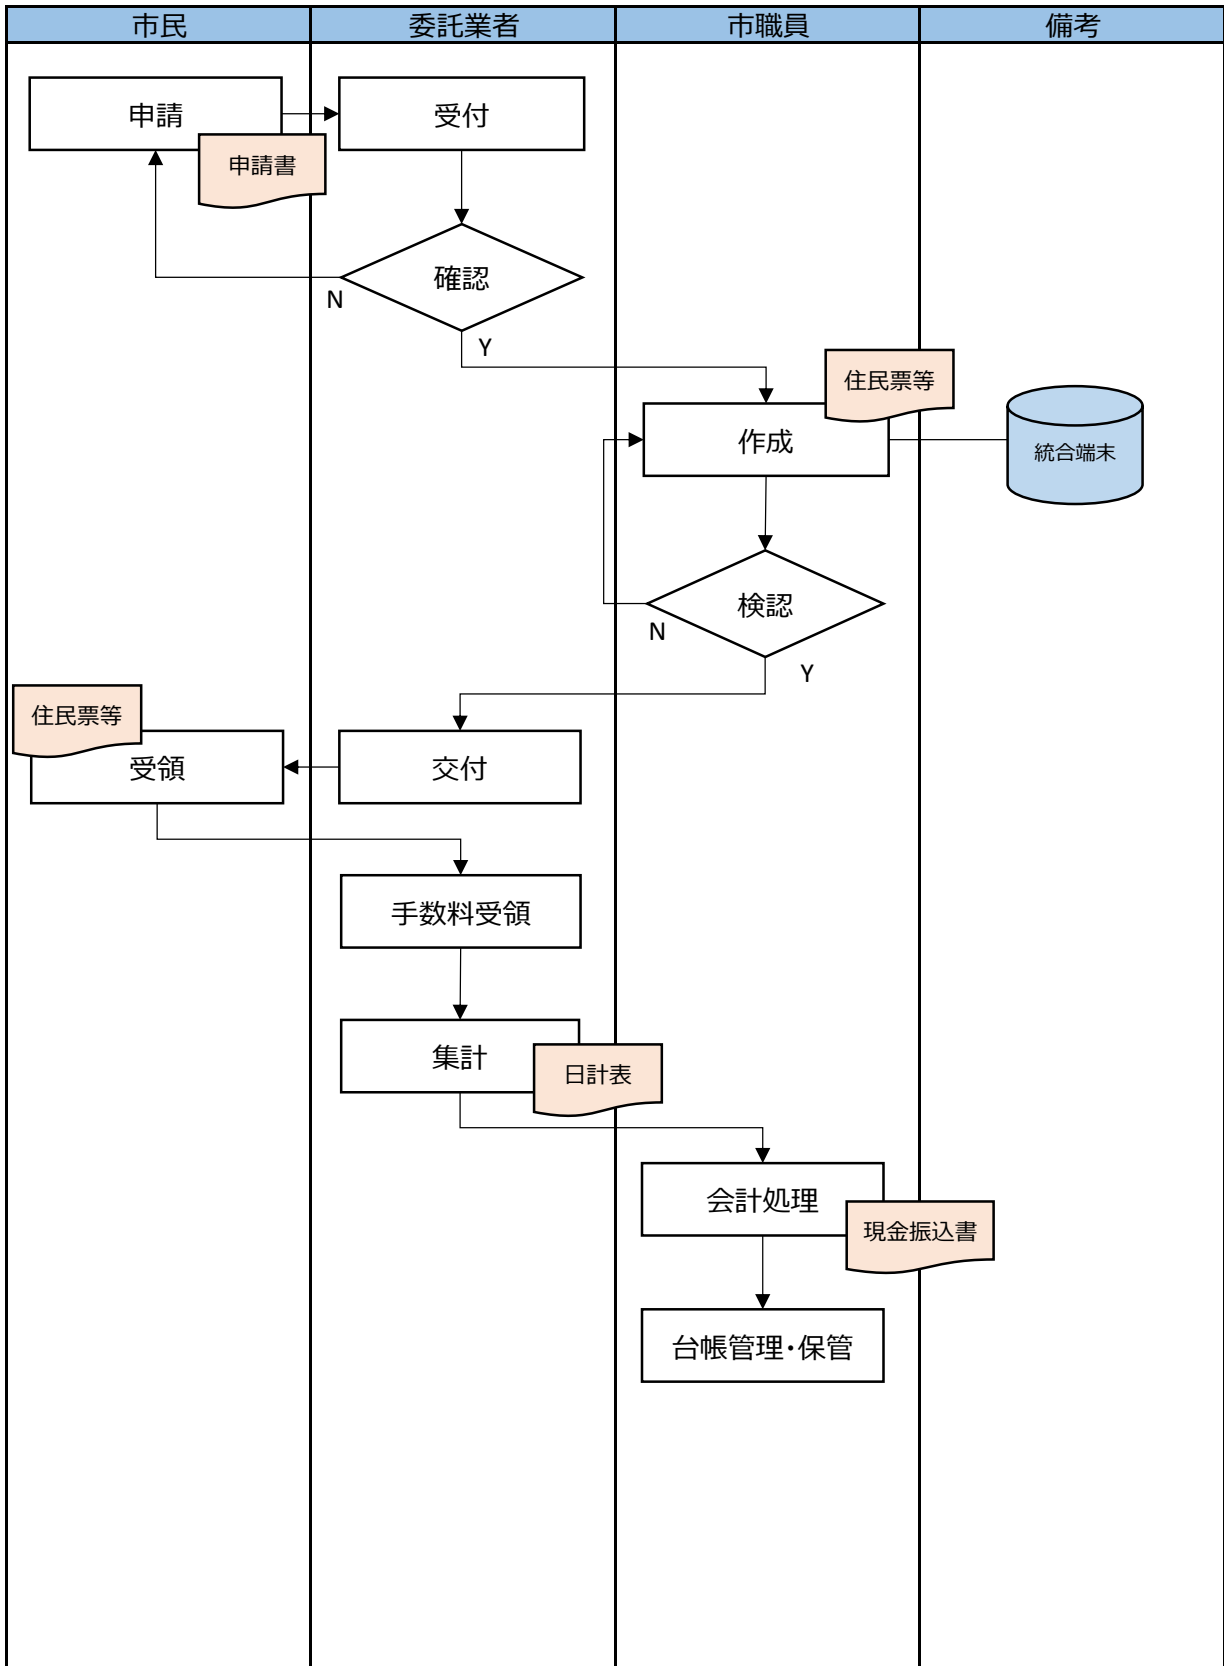 市民
委託業者
市職員
備考
申請
受付
申請書
確認
N
Y
住民票等
作成
統合端末
検認
N
Y
住民票等
受領
交付
手数料受領
集計
日計表
会計処理
現金振込書
台帳管理・保管